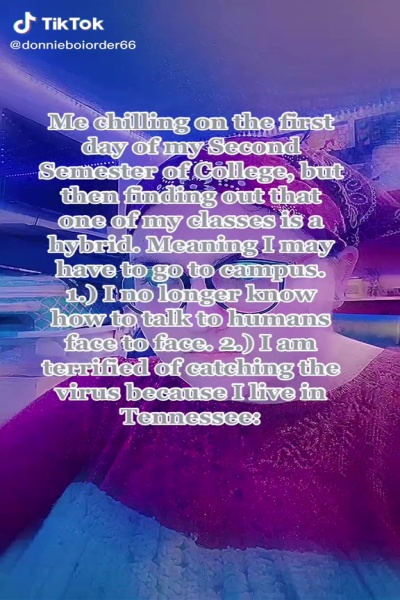 TikTok
@donnieboiorder66
Me chilling on the first
day of my Second
Semester of College, but
then finding out that
one of my classes is a
hybrid. Meaning I may
have to go to campus.
1.) I no longer know
how to talk to humans
face to face. 2.) I am
terrified of catching the
virus because I live in
Tennessee: